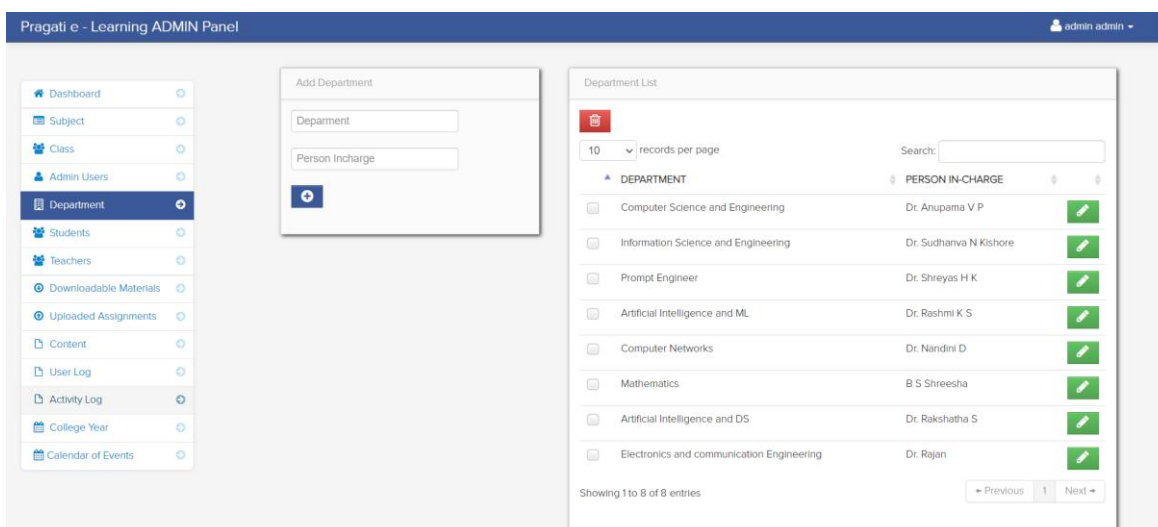 Pragati e - Learning ADMIN Panel
admin admin
Dashboard
Subject
Class
Admin Users
Department
Students
Teachers
Downloadable Materials
Uploaded Assignments
Content
User Log
Activity Log
College Year
Calendar of Events
Add Department
Deparment
Person Incharge
Department List
10 records per page Search:
DEPARTMENT PERSON IN-CHARGE
Computer Science and Engineering Dr. Anupama V P
Information Science and Engineering Dr. Sudhanva N Kishore
Prompt Engineer Dr. Shreyas H K
Artificial Intelligence and ML Dr. Rashmi K S
Computer Networks Dr. Nandini D
Mathematics B S Shreesha
Artificial Intelligence and DS Dr. Rakshatha S
Electronics and communication Engineering Dr. Rajan
Showing 1 to 8 of 8 entries ← Previous 1 Next →